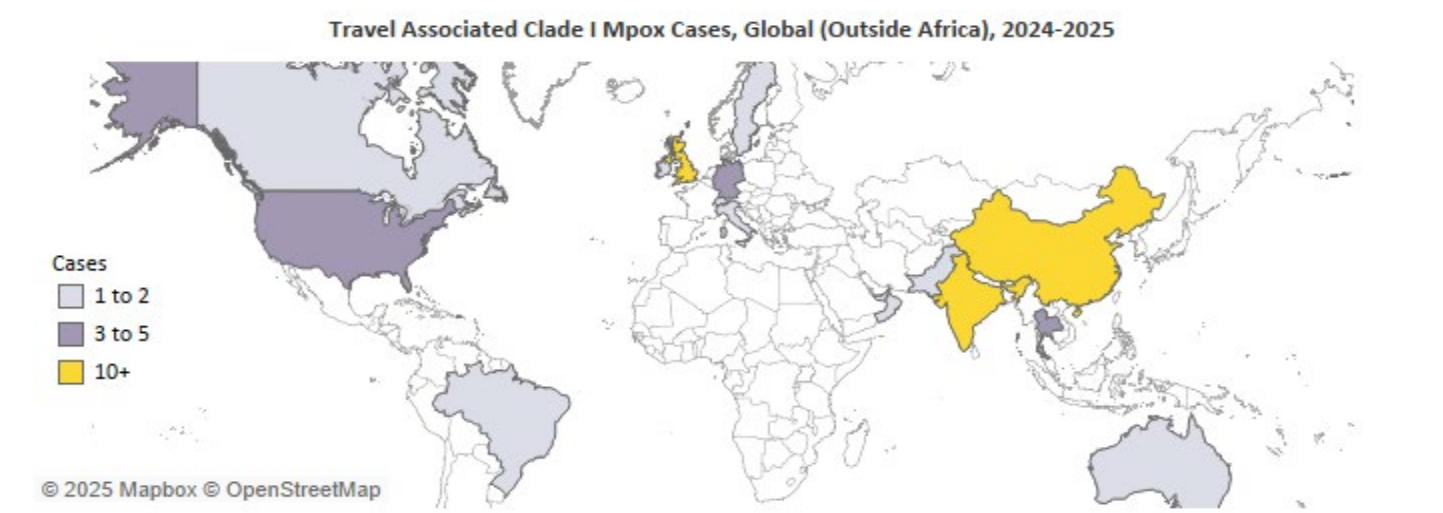 Travel Associated Clade I Mpox Cases, Global (Outside Africa), 2024-2025
Cases
1 to 2
3 to 5
10+
© 2025 Mapbox © OpenStreetMap